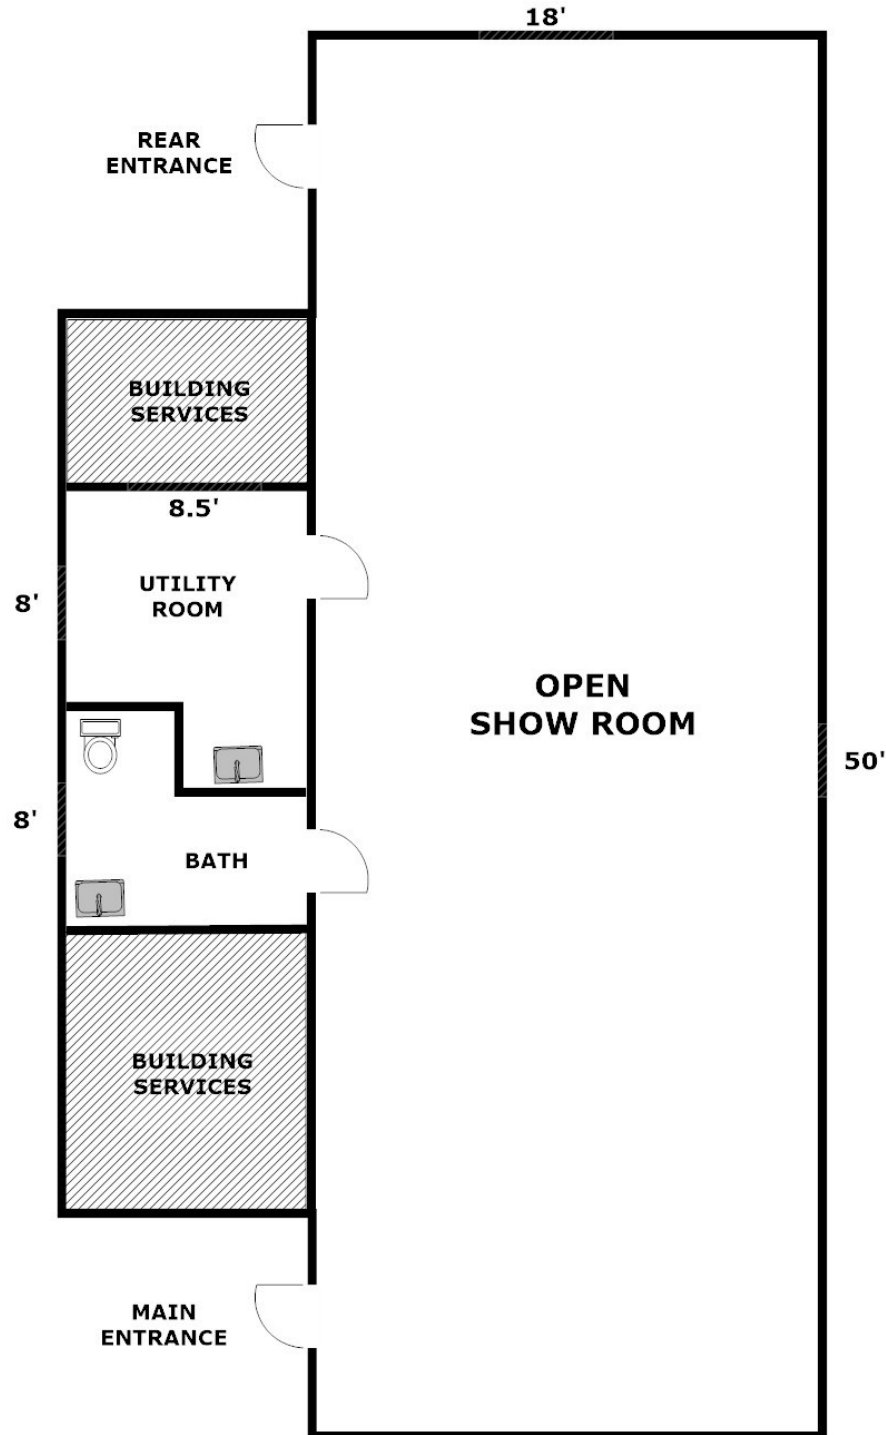 18'
REAR
ENTRANCE
BUILDING
SERVICES
8.5'
UTILITY
ROOM
8'
OPEN
SHOW ROOM
50'
8'
BATH
BUILDING
SERVICES
MAIN
ENTRANCE